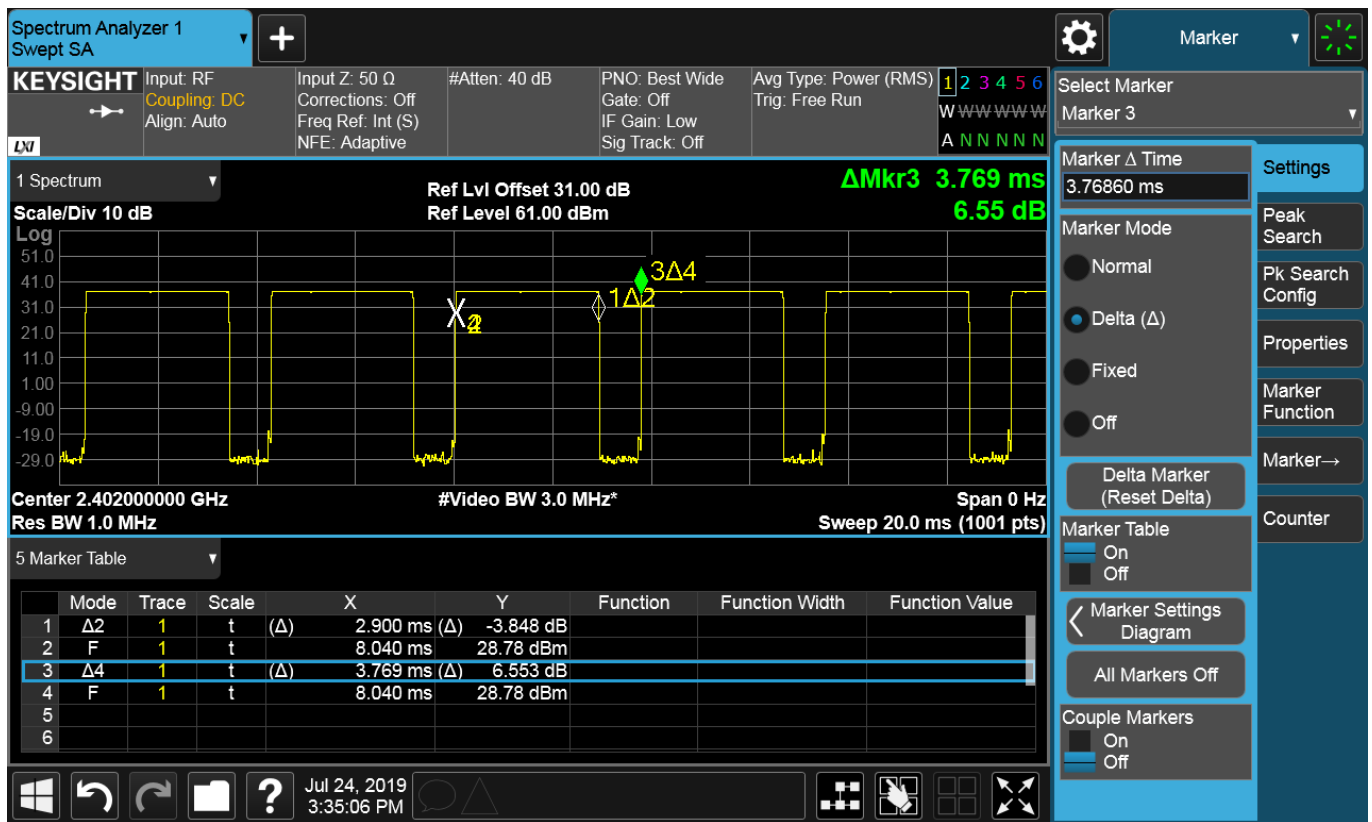 Spectrum Analyzer 1
Swept SA
Marker
KEYSIGHT
LXI
Input: RF
Coupling: DC
Align: Auto
Input Z: 50 Ω
Corrections: Off
Freq Ref: Int (S)
NFE: Adaptive
#Atten: 40 dB
PNO: Best Wide
Gate: Off
IF Gain: Low
Sig Track: Off
Avg Type: Power (RMS)
Trig: Free Run
1 2 3 4 5 6
W W W W W W
A N N N N N
Select Marker
Marker 3
1 Spectrum
Scale/Div 10 dB
Ref Lvl Offset 31.00 dB
Ref Level 61.00 dBm
ΔMkr3 3.769 ms
6.55 dB
Log
51.0
41.0
31.0
21.0
11.0
1.00
-9.00
-19.0
-29.0
3Δ4
1Δ2
X
Center 2.402000000 GHz
#Video BW 3.0 MHz*
Span 0 Hz
Res BW 1.0 MHz
Sweep 20.0 ms (1001 pts)
5 Marker Table
Mode Trace Scale X Y Function Function Width Function Value
1 Δ2 1 t (Δ) 2.900 ms (Δ) -3.848 dB
2 F 1 t 8.040 ms 28.78 dBm
3 Δ4 1 t (Δ) 3.769 ms (Δ) 6.553 dB
4 F 1 t 8.040 ms 28.78 dBm
5
6
Marker Δ Time
3.76860 ms
Marker Mode
Normal
Delta (Δ)
Fixed
Off
Delta Marker
(Reset Delta)
Marker Table
On
Off
Marker Settings
Diagram
All Markers Off
Couple Markers
On
Off
Settings
Peak
Search
Pk Search
Config
Properties
Marker
Function
Marker→
Counter
?
Jul 24, 2019
3:35:06 PM